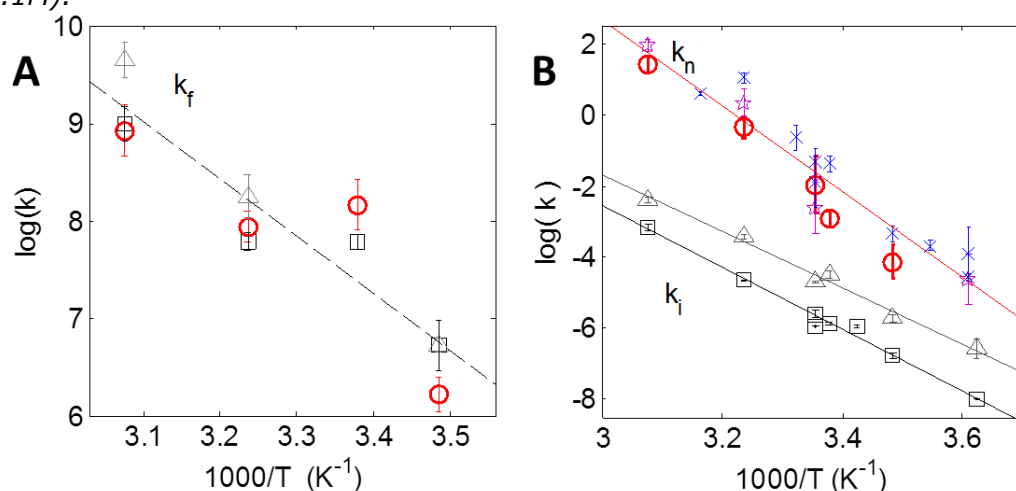 .1M).
A
k_f
log(k)
10
9
8
7
6
3.1 3.2 3.3 3.4 3.5
1000/T (K⁻¹)
B
k_n
k_i
log( k )
2
0
-2
-4
-6
-8
3 3.2 3.4 3.6
1000/T (K⁻¹)